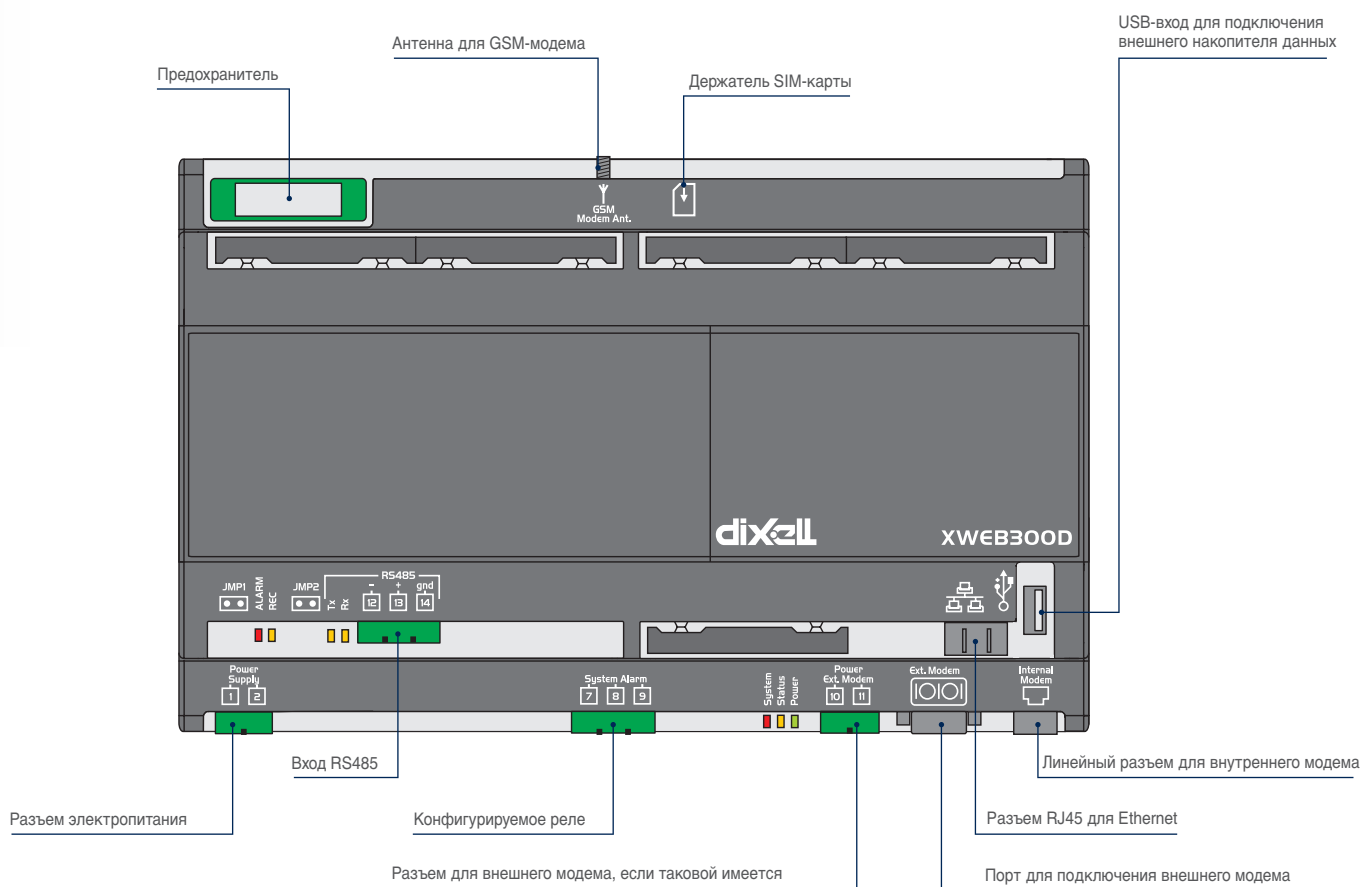 USB-вход для подключения
внешнего накопителя данных
Антенна для GSM-модема
Предохранитель
Держатель SIM-карты
GSM
Modem Ant.
dixell
XWEB300D
JMP1
ALARM
REC
JMP2
Tx
Rx
RS485
- + gnd
12 13 14
Power
Supply
1 2
System Alarm
7 8 9
System
Status
Power
Power
Ext. Modem
10 11
Ext. Modem
Internal
Modem
Вход RS485
Линейный разъем для внутреннего модема
Разъем электропитания
Конфигурируемое реле
Разъем RJ45 для Ethernet
Разъем для внешнего модема, если таковой имеется
Порт для подключения внешнего модема